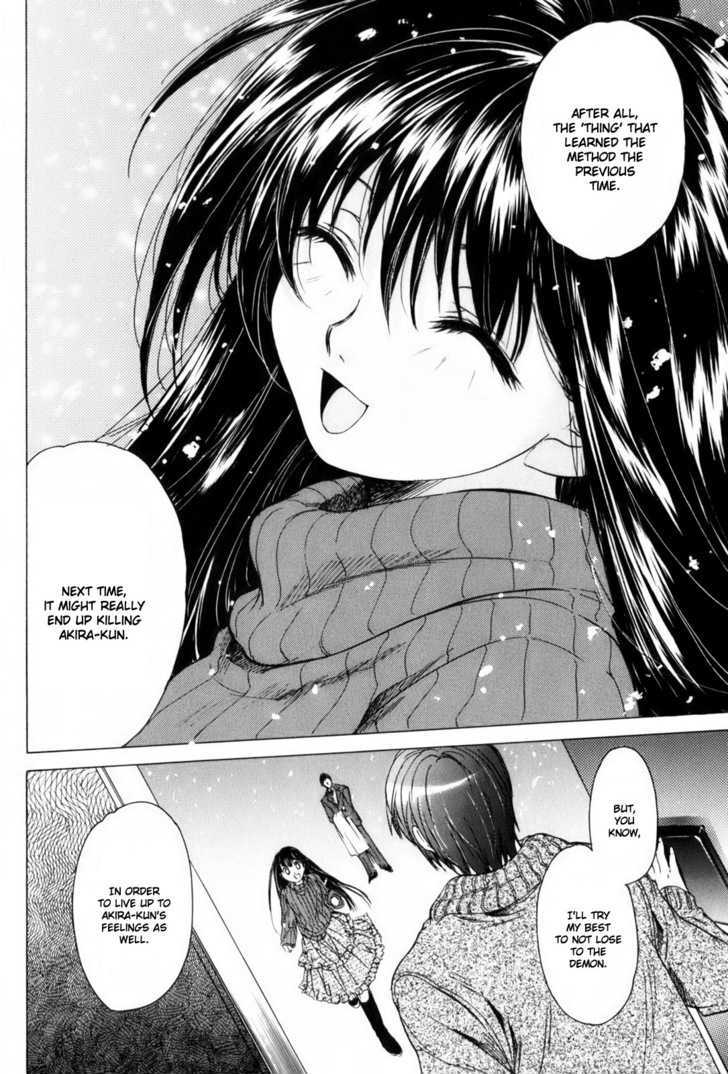 AFTER ALL,
THE 'THING' THAT
LEARNED THE
METHOD THE
PREVIOUS
TIME.
NEXT TIME,
IT MIGHT REALLY
END UP KILLING
AKIRA-KUN.
BUT,
YOU
KNOW,
I'LL TRY
MY BEST
TO NOT LOSE
TO THE
DEMON.
IN ORDER
TO LIVE UP TO
AKIRA-KUN'S
FEELINGS AS
WELL.